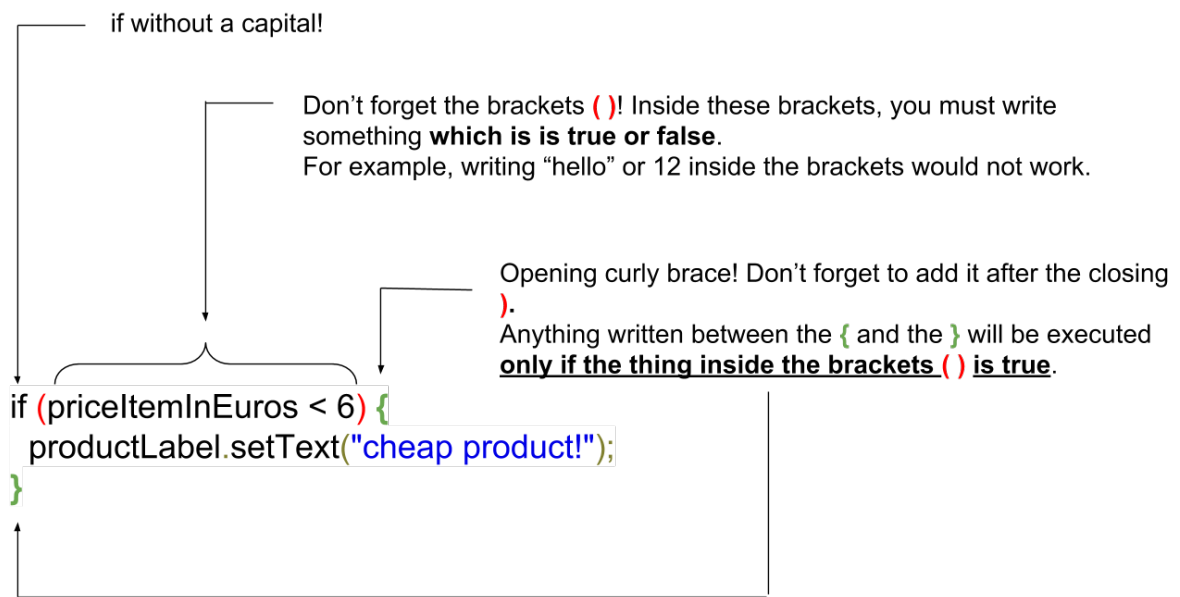 if without a capital!
Don’t forget the brackets ( )! Inside these brackets, you must write
something which is is true or false.
For example, writing “hello” or 12 inside the brackets would not work.
Opening curly brace! Don’t forget to add it after the closing
).
Anything written between the { and the } will be executed
only if the thing inside the brackets ( ) is true.
if (priceItemInEuros < 6) {
productLabel.setText("cheap product!");
}